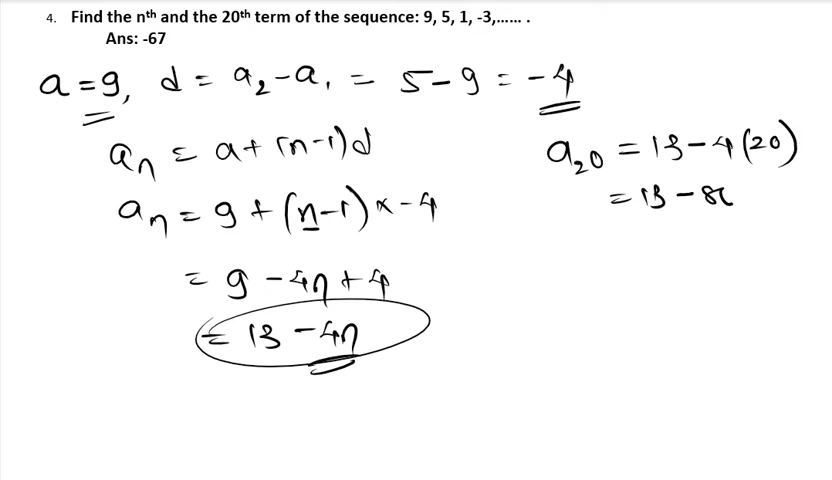 4. Find the nth and the 20th term of the sequence: 9, 5, 1, -3,...... .
Ans: -67
a = 9, d = a₂ - a₁ = 5 - 9 = -4
aₙ = a + (n-1)d
aₙ = 9 + (n-1) × -4
= 9 - 4n + 4
= 13 - 4n
a₂₀ = 13 - 4(20)
= 13 - 80